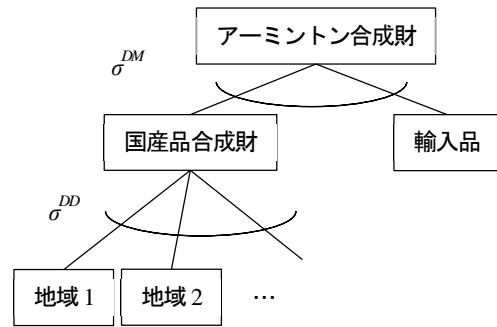 アーミントン合成財
σ^DM
国産品合成財
輸入品
σ^DD
地域 1
地域 2
…